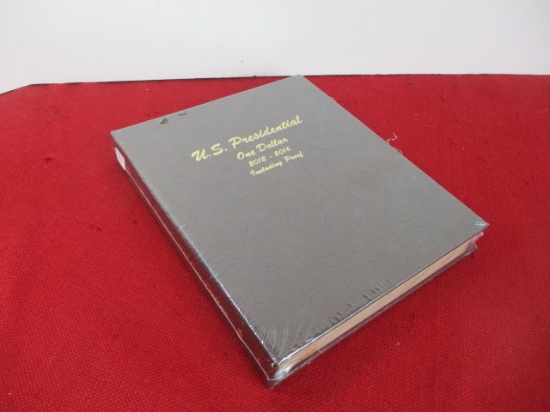 U.S. Presidential
One Dollar
2012 - 2016
Including Proof